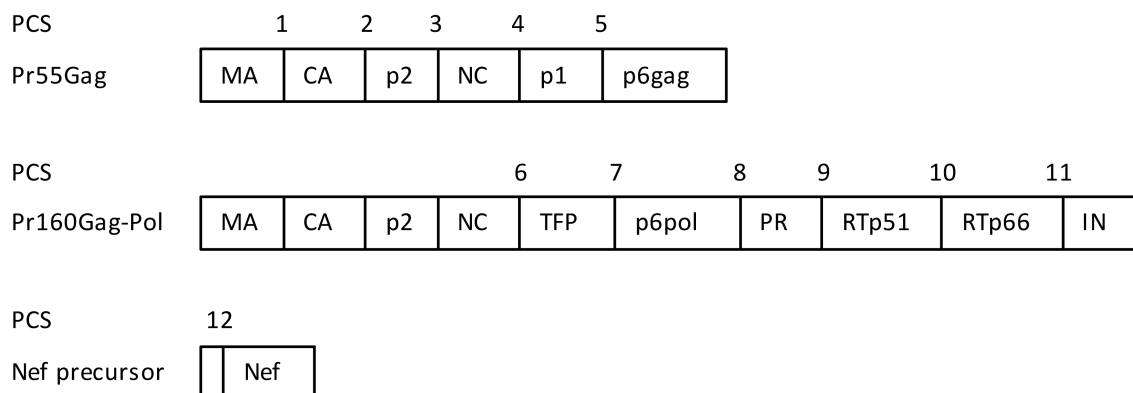 PCS 1 2 3 4 5
Pr55Gag MA CA p2 NC p1 p6gag
PCS 6 7 8 9 10 11
Pr160Gag-Pol MA CA p2 NC TFP p6pol PR RTp51 RTp66 IN
PCS 12
Nef precursor Nef